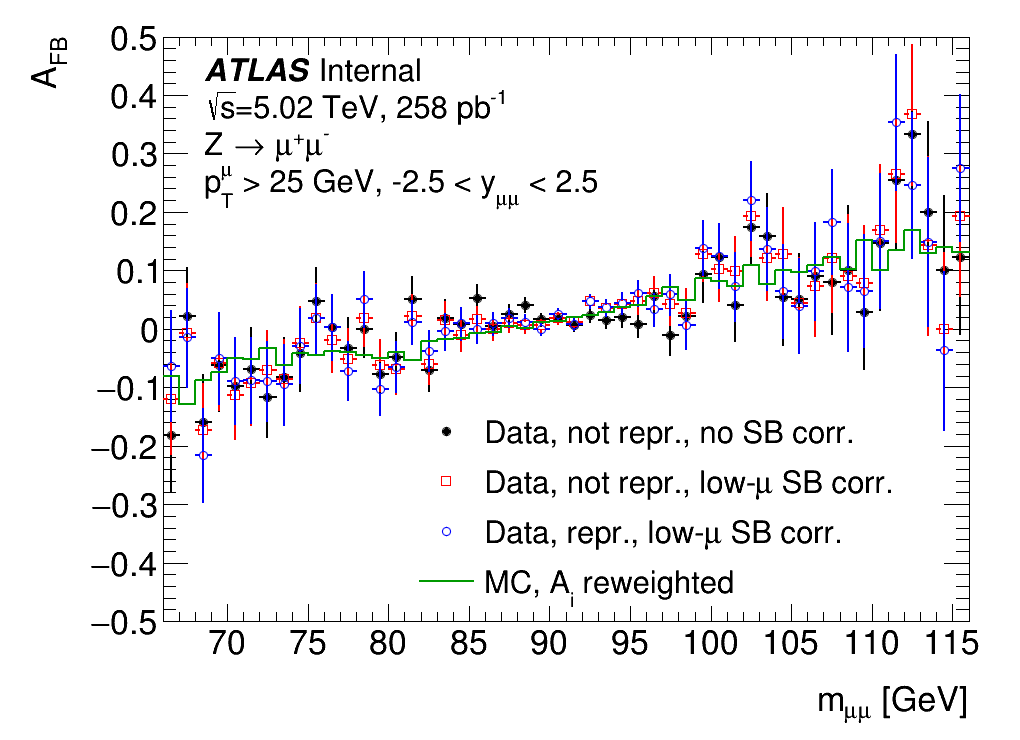 A_FB
0.5
0.4
0.3
0.2
0.1
0
−0.1
−0.2
−0.3
−0.4
−0.5
ATLAS Internal
√s=5.02 TeV, 258 pb⁻¹
Z → μ⁺μ⁻
p_T^μ > 25 GeV, -2.5 < y_μμ < 2.5
Data, not repr., no SB corr.
Data, not repr., low-μ SB corr.
Data, repr., low-μ SB corr.
MC, A_i reweighted
70 75 80 85 90 95 100 105 110 115
m_μμ [GeV]